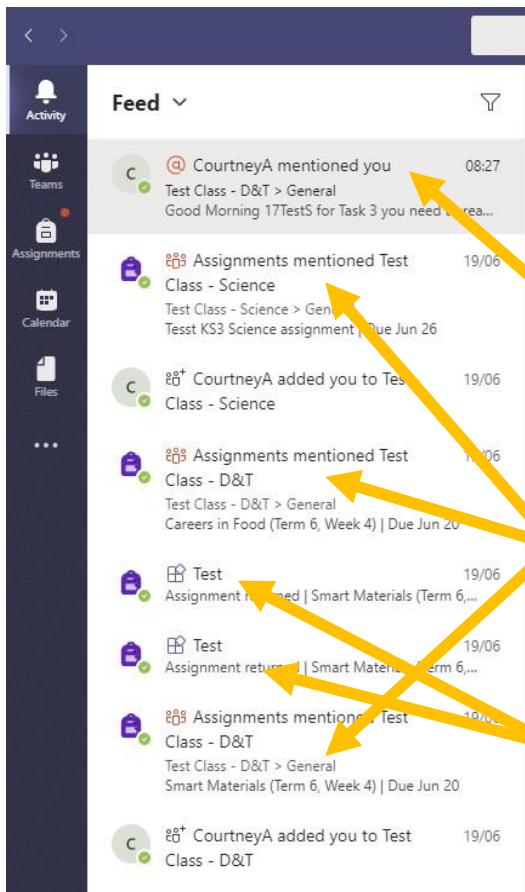 Feed
Activity
CourtneyA mentioned you 08:27
Test Class - D&T > General
Good Morning 17TestS for Task 3 you need
Teams
Assignments mentioned Test 19/06
Class - Science
Test Class - Science >
Tesst KS3 Science assignment | Due Jun 26
Assignments
Calendar
CourtneyA added you to 19/06
Class - Science
Files
Assignments mentioned Test
Class - D&T
Test Class - D&T > General
Careers in Food (Term 6, Week 4) | Due Jun 20
Test 19/06
Assignment | Smart Materials (Term 6,...
Test 19/06
Assignment | Smart 6,...
Assignments Test
Class - D&T
Test Class - D&T > General
Smart Materials (Term 6, Week 4) | Due Jun 20
CourtneyA added you to Test 19/06
Class - D&T